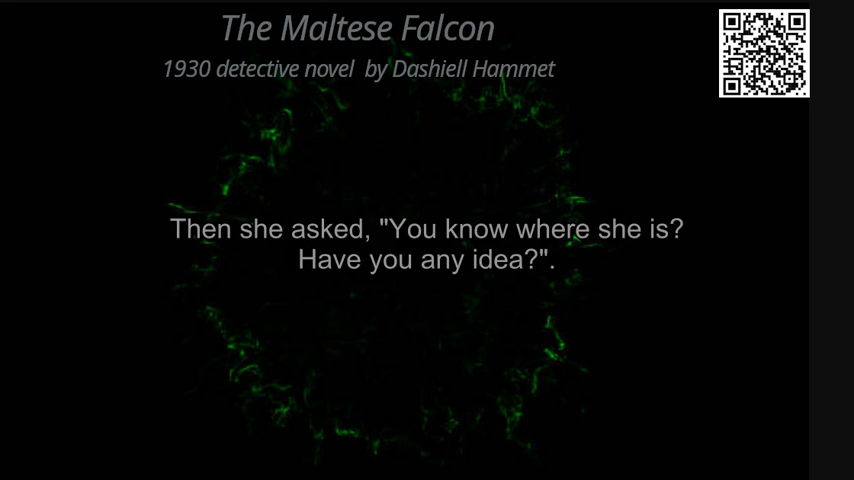 The Maltese Falcon
1930 detective novel  by Dashiell Hammet
Then she asked, "You know where she is?
Have you any idea?".